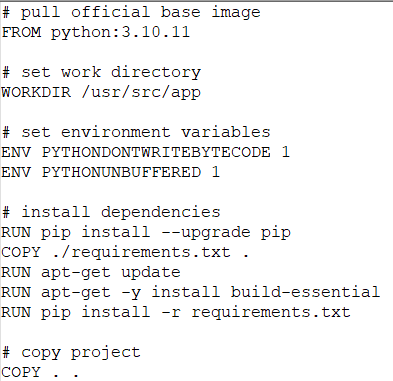 # pull official base image
FROM python:3.10.11
# set work directory
WORKDIR /usr/src/app
# set environment variables
ENV PYTHONDONTWRITEBYTECODE 1
ENV PYTHONUNBUFFERED 1
# install dependencies
RUN pip install --upgrade pip
COPY ./requirements.txt .
RUN apt-get update
RUN apt-get -y install build-essential
RUN pip install -r requirements.txt
# copy project
COPY . .